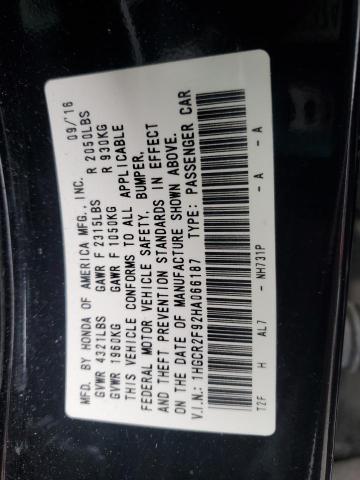 MFD. BY HONDA OF AMERICA MFG., INC. 09/'16
GVWR 4321LBS GAWR F 2315LBS R 2050LBS
GVWR 1960KG GAWR F 1050KG R 930KG
THIS VEHICLE CONFORMS TO ALL APPLICABLE
FEDERAL MOTOR VEHICLE SAFETY, BUMPER,
AND THEFT PREVENTION STANDARDS IN EFFECT
ON THE DATE OF MANUFACTURE SHOWN ABOVE.
V.I.N.: 1HGCR2F92HA066187 TYPE: PASSENGER CAR
T2F H AL7 - NH731P - A - A